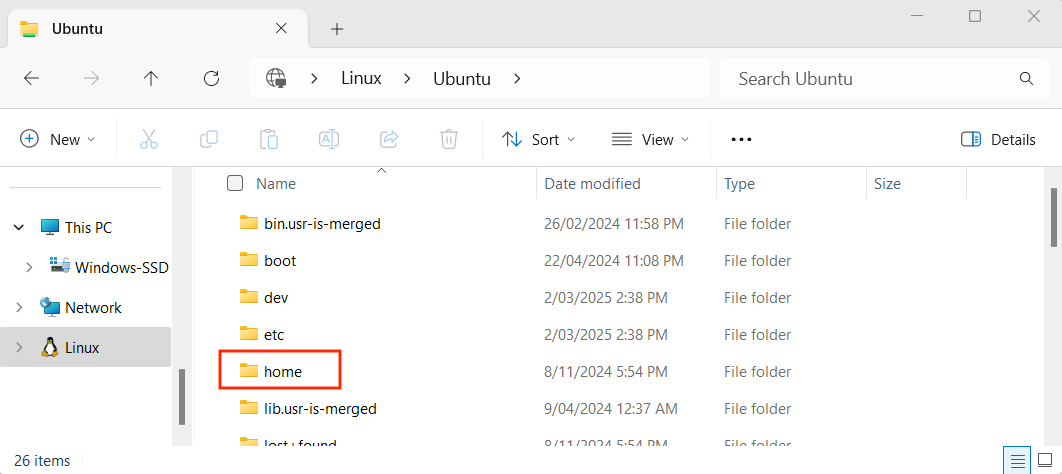 Ubuntu
Linux Ubuntu
Search Ubuntu
New
Sort
View
Details
Name Date modified Type Size
This PC
Windows-SSD
Network
Linux
bin.usr-is-merged 26/02/2024 11:58 PM File folder
boot 22/04/2024 11:08 PM File folder
dev 2/03/2025 2:38 PM File folder
etc 2/03/2025 2:38 PM File folder
home 8/11/2024 5:54 PM File folder
lib.usr-is-merged 9/04/2024 12:37 AM File folder
lost+found 8/11/2024 5:54 PM File folder
26 items